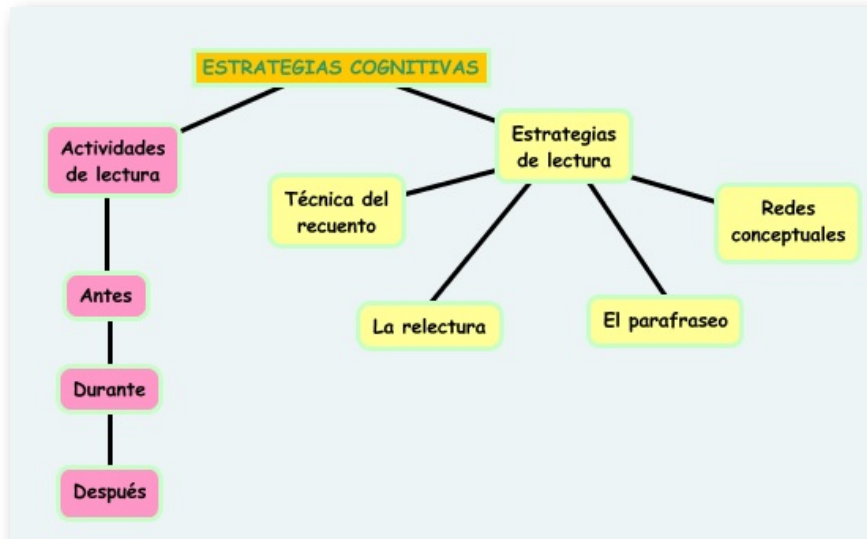 ESTRATEGIAS COGNITIVAS
Actividades
de lectura
Antes
Durante
Después
Estrategias
de lectura
Técnica del
recuento
La relectura
El parafraseo
Redes
conceptuales